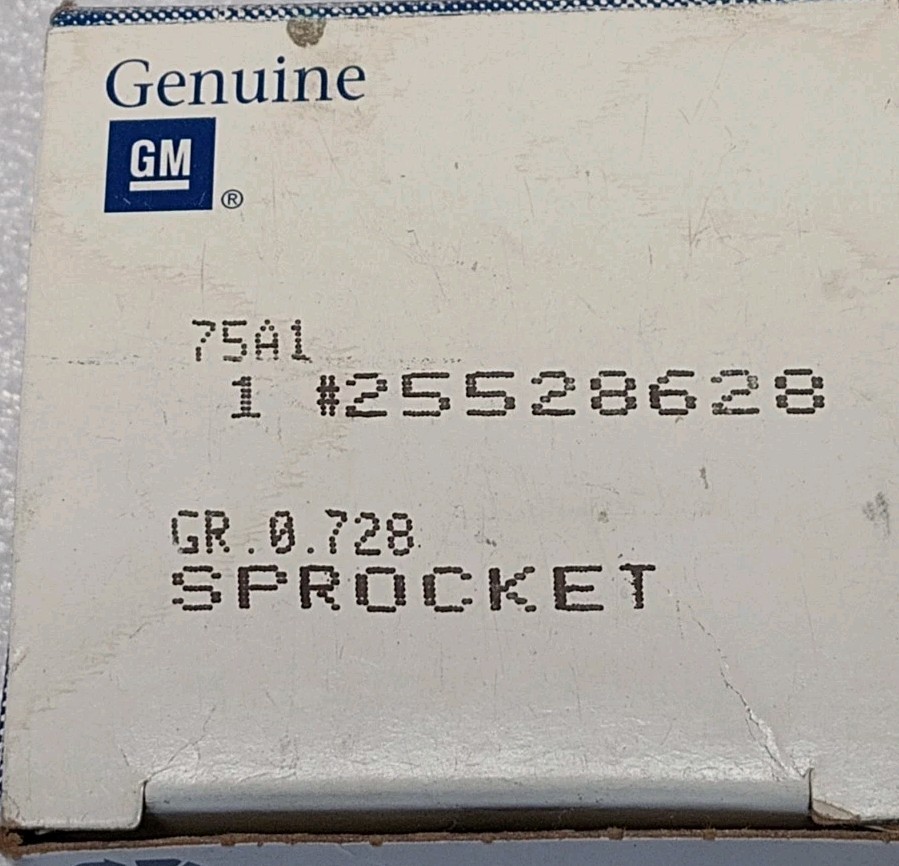 Genuine
GM
®
75A1
1 #25528628
GR.0.728
SPROCKET